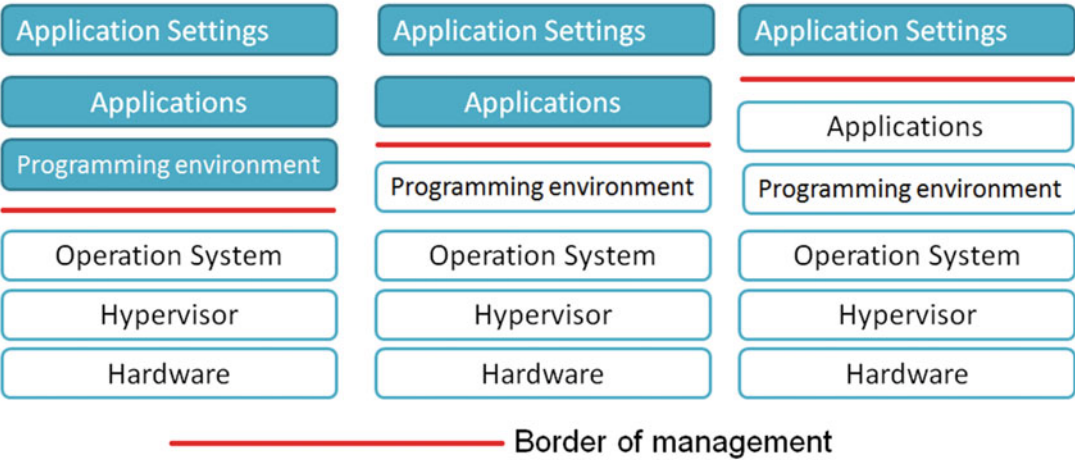 Application Settings
Applications
Programming environment
Operation System
Hypervisor
Hardware
Application Settings
Applications
Programming environment
Operation System
Hypervisor
Hardware
Application Settings
Applications
Programming environment
Operation System
Hypervisor
Hardware
Border of management